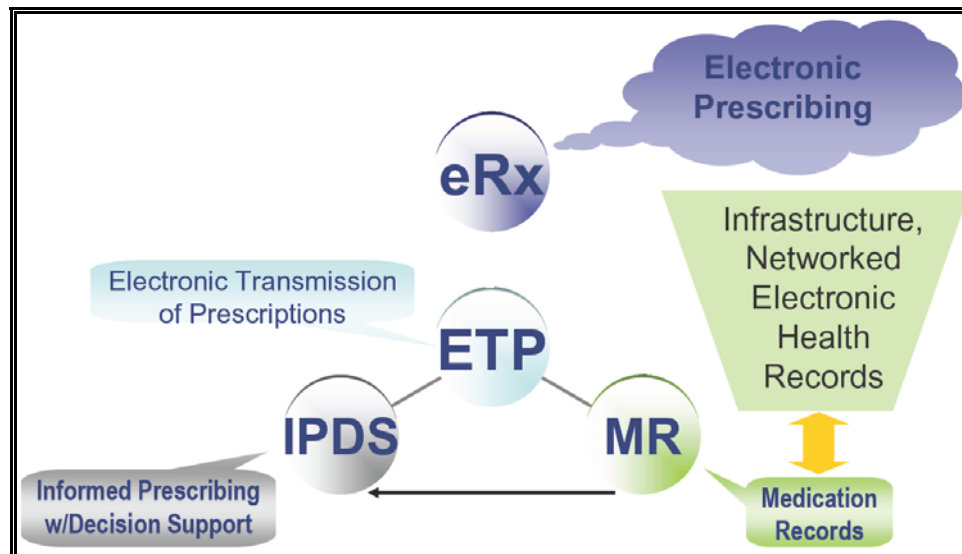 Electronic
Prescribing
eRx
Infrastructure,
Networked
Electronic
Health
Records
Electronic Transmission
of Prescriptions
ETP
IPDS
MR
Informed Prescribing
w/Decision Support
Medication
Records